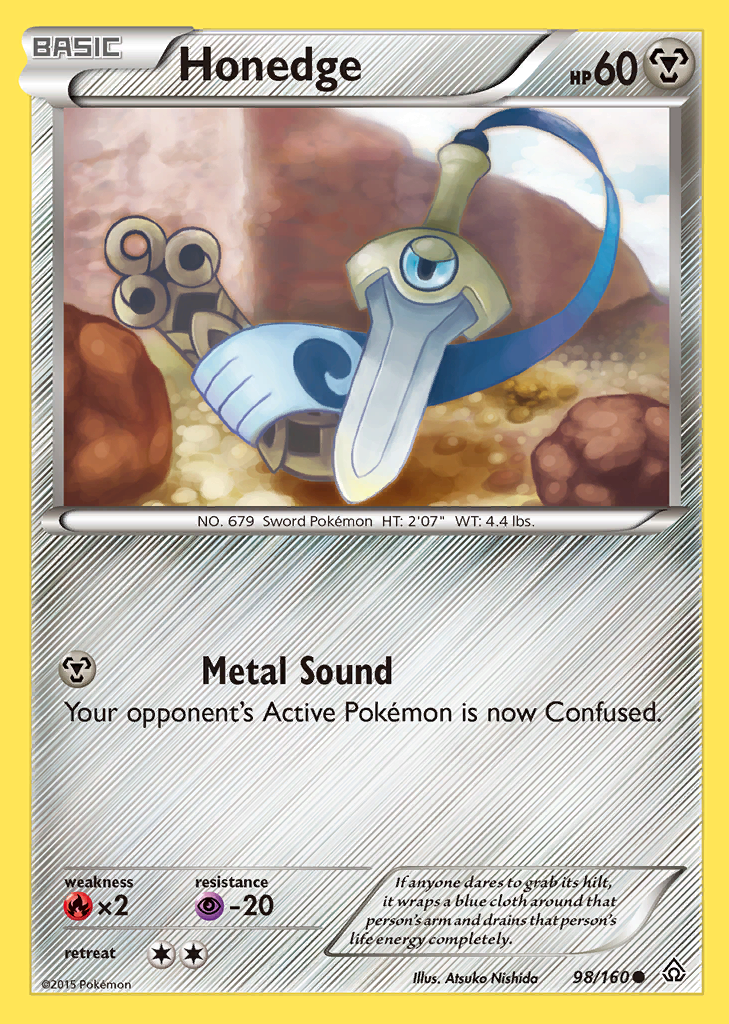 BASIC
Honedge
HP60
NO. 679 Sword Pokémon HT: 2'07" WT: 4.4 lbs.
Metal Sound
Your opponent's Active Pokémon is now Confused.
weakness
resistance
×2
-20
If anyone dares to grab its hilt,
it wraps a blue cloth around that
person's arm and drains that person's
life energy completely.
retreat
Illus. Atsuko Nishida
98/160
©2015 Pokémon